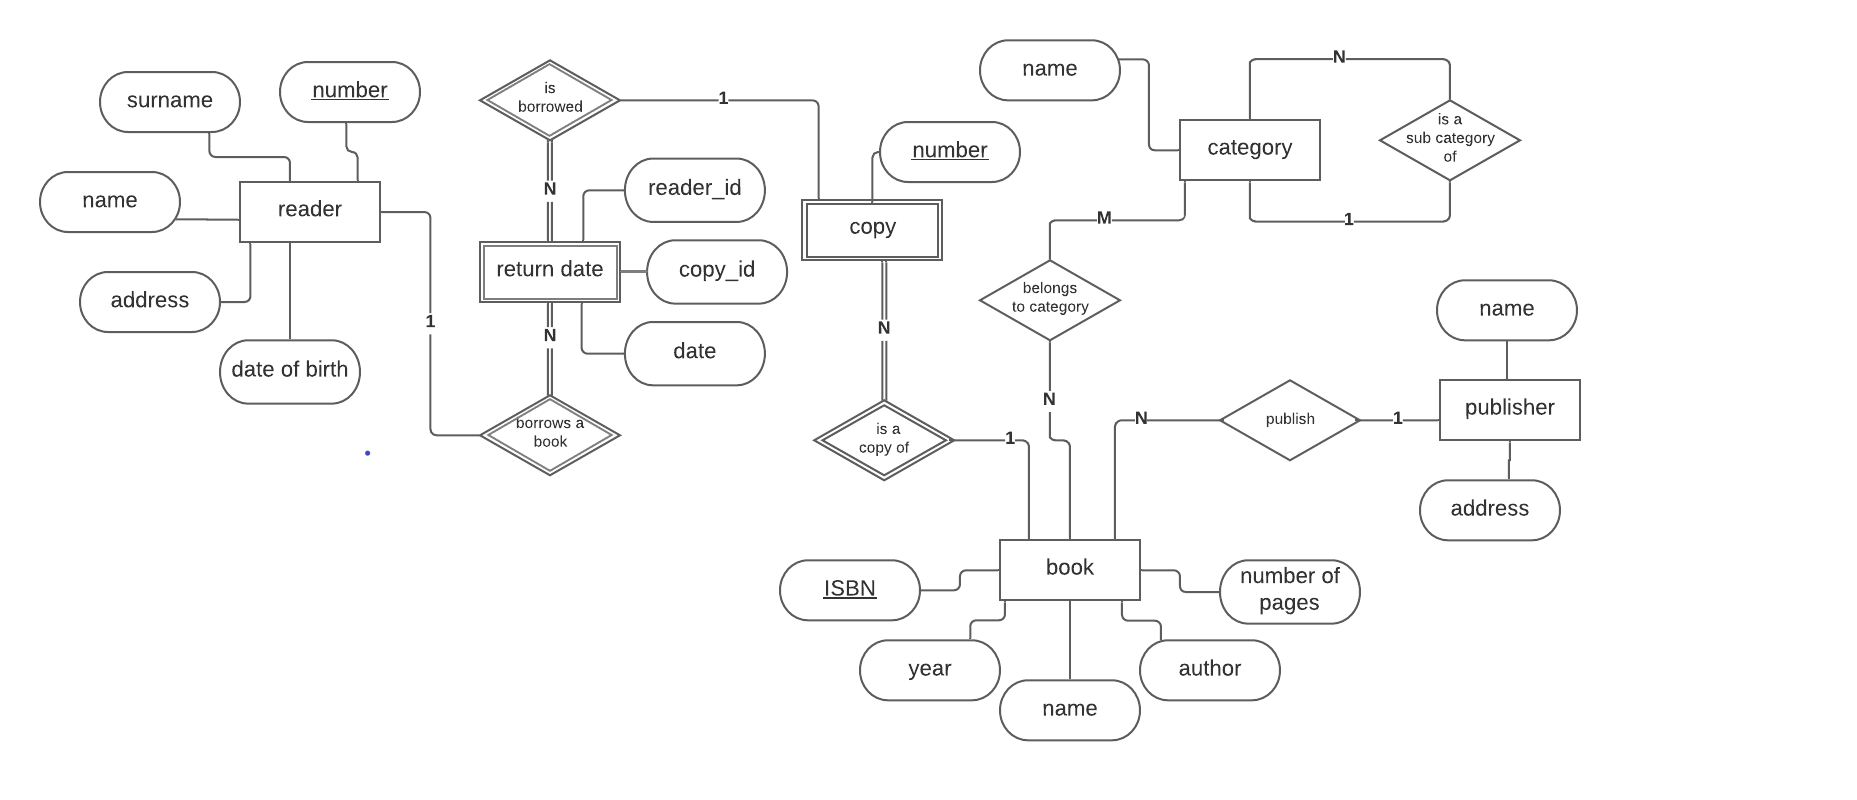 surname
number
name
reader
address
date of birth
1
is
borrowed
1
N
reader_id
return date
copy_id
date
N
borrows a
book
number
copy
N
is a
copy of
1
name
category
N
is a
sub category
of
1
M
belongs
to category
N
N
publish
1
name
publisher
address
book
ISBN
year
name
author
number of
pages